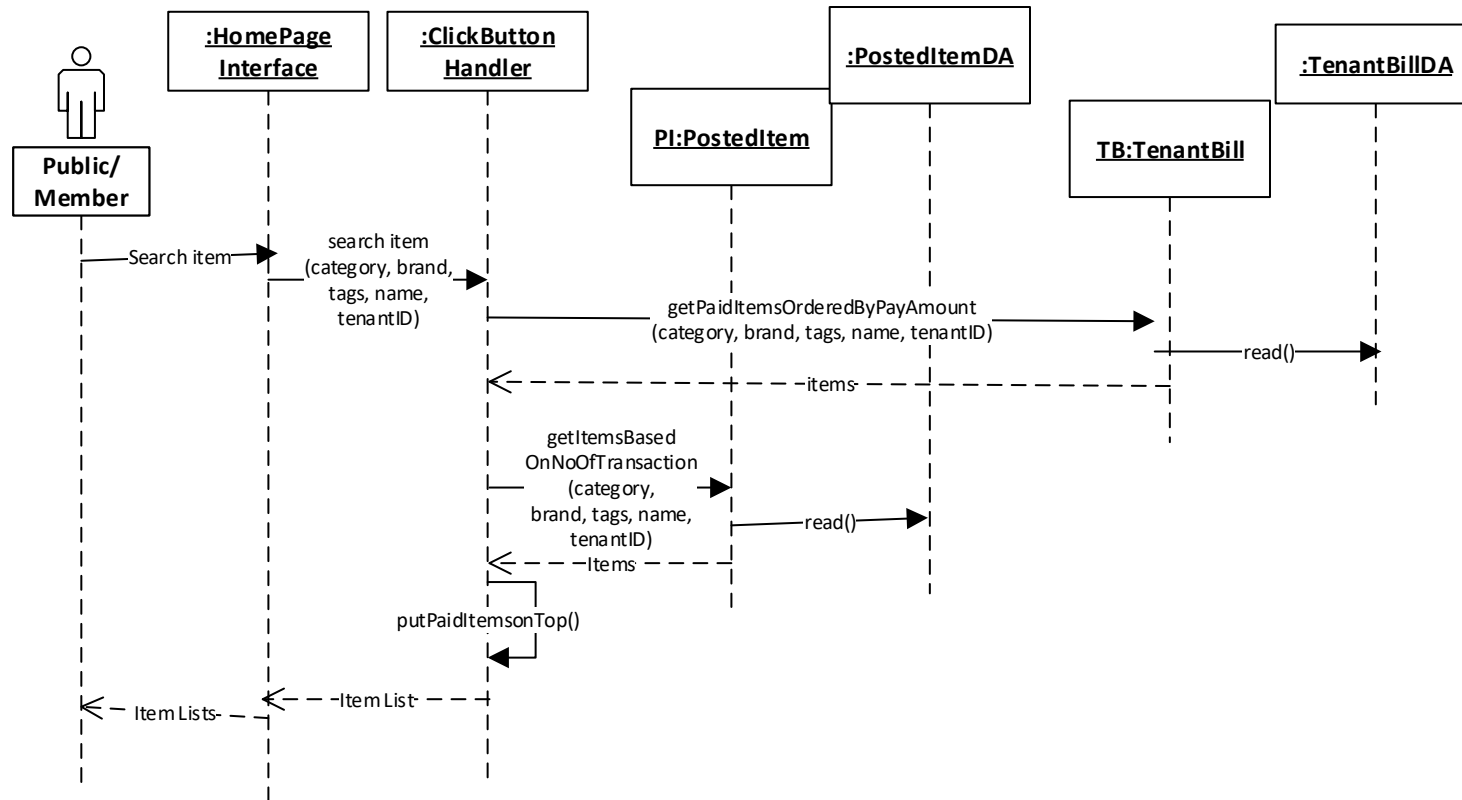 :HomePage
Interface
:ClickButton
Handler
:PostedItemDA
:TenantBillDA
PI:PostedItem
TB:TenantBill
Public/
Member
Search item
search item
(category, brand,
tags, name,
tenantID)
getPaidItemsOrderedByPayAmount
(category, brand, tags, name, tenantID)
read()
items
getItemsBased
OnNoOfTransaction
(category,
brand, tags, name,
tenantID)
read()
Items
putPaidItemsonTop()
Item List
Item Lists